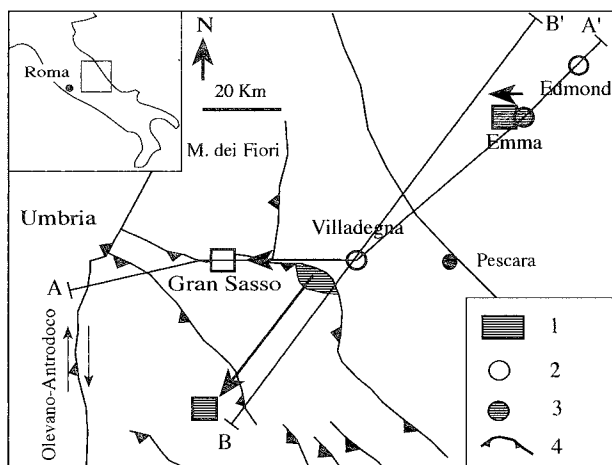 B'
A'
N
Roma
Edmond
20 Km
Emma
M. dei Fiori
Umbria
Villadegna
Pescara
A
Gran Sasso
1
2
Olevano-Antrodoco
B
3
4